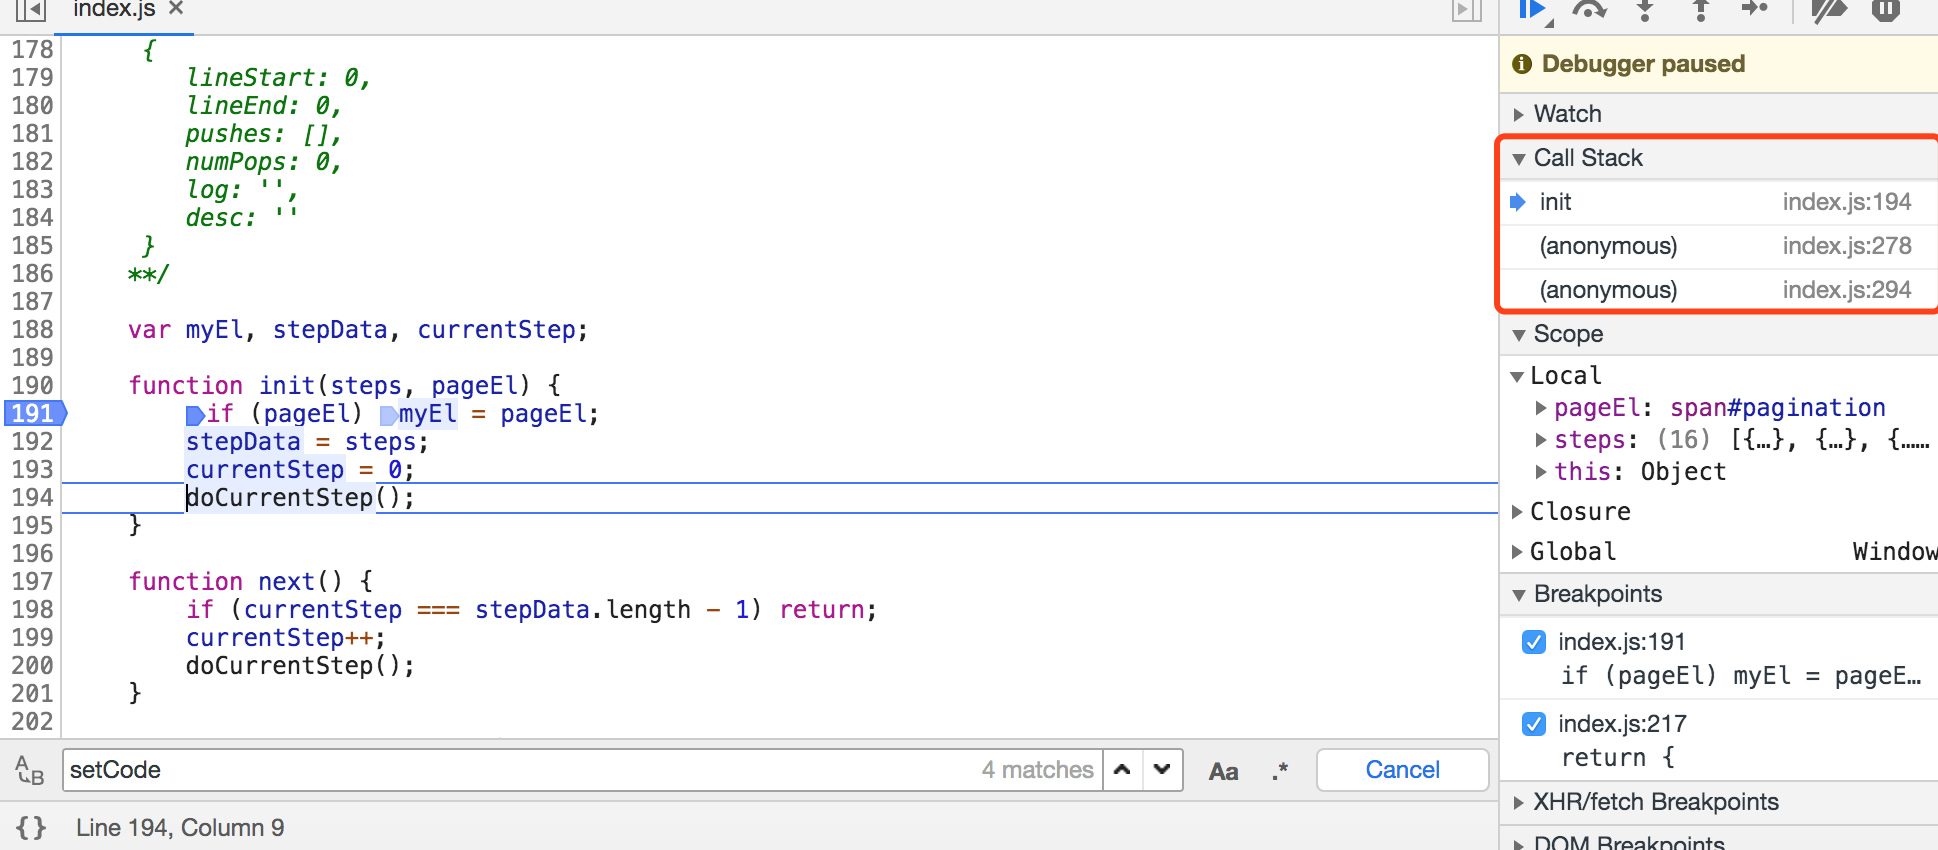 index.js ×
178 {
179 lineStart: 0,
180 lineEnd: 0,
181 pushes: [],
182 numPops: 0,
183 log: '',
184 desc: ''
185 }
186 **/
187
188 var myEl, stepData, currentStep;
189
190 function init(steps, pageEl) {
191 if (pageEl) myEl = pageEl;
192 stepData = steps;
193 currentStep = 0;
194 doCurrentStep();
195 }
196
197 function next() {
198 if (currentStep === stepData.length - 1) return;
199 currentStep++;
200 doCurrentStep();
201 }
202
setCode 4 matches Aa .* Cancel
{} Line 194, Column 9
Debugger paused
Watch
Call Stack
init index.js:194
(anonymous) index.js:278
(anonymous) index.js:294
Scope
Local
pageEl: span#pagination
steps: (16) [{…}, {…}, {……
this: Object
Closure
Global Window
Breakpoints
index.js:191
if (pageEl) myEl = pageE…
index.js:217
return {
XHR/fetch Breakpoints
DOM Breakpoints